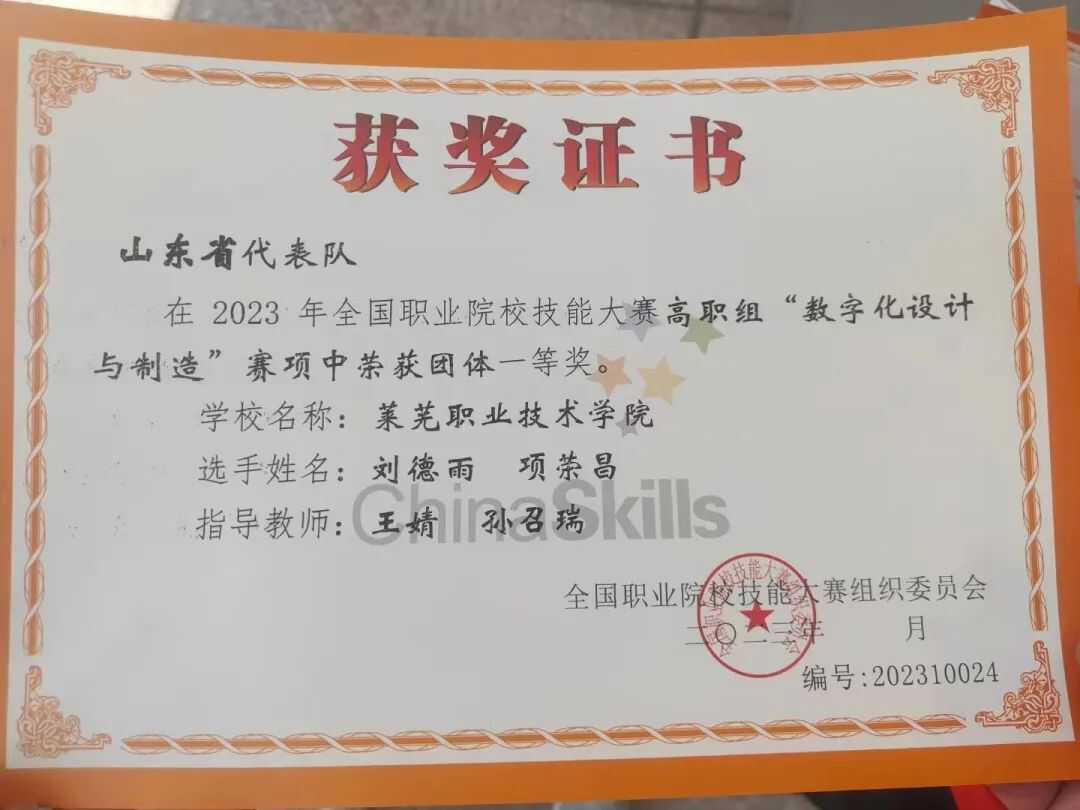 获奖证书
山东省代表队
在 2023 年全国职业院校技能大赛高职组“数字化设计
与制造”赛项中荣获团体一等奖。
学校名称：莱芜职业技术学院
选手姓名：刘德雨 项荣昌
指导教师：王婧 孙召瑞
ChinaSkills
全国职业院校技能大赛组织委员会
二〇二三年 月
编号:202310024